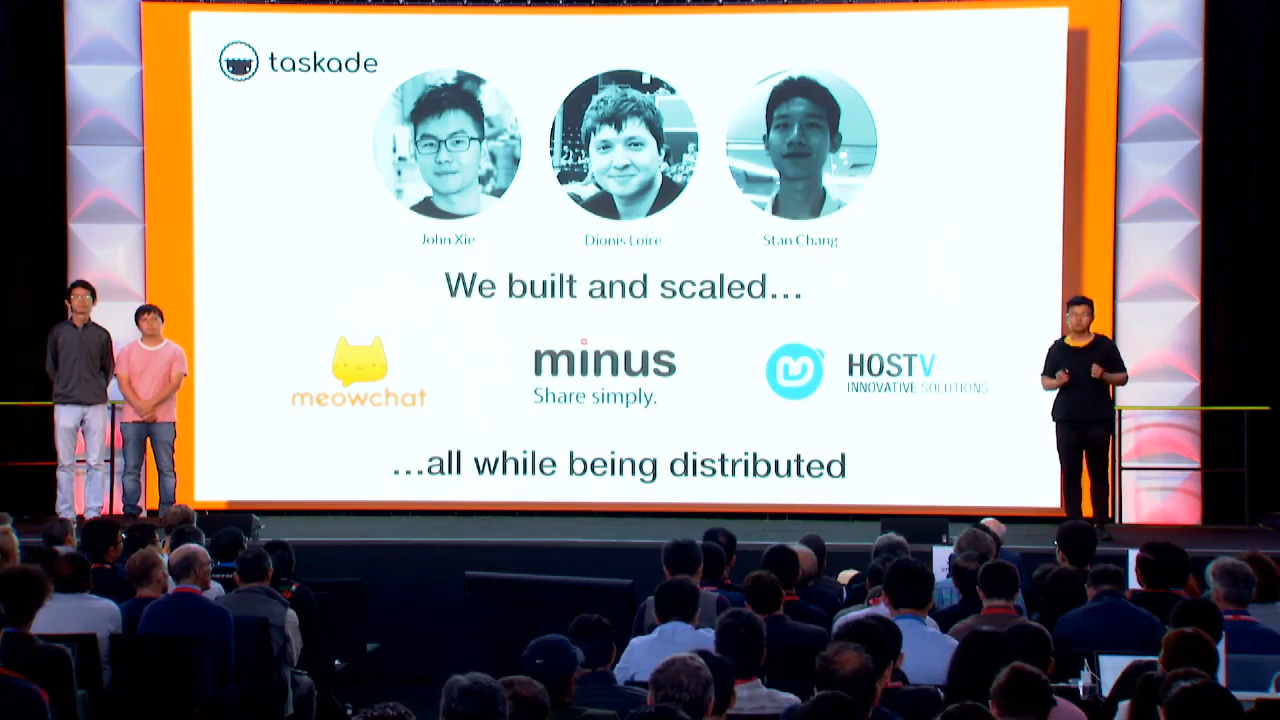 taskade
John Xie
Dionis Loire
Stan Chang
We built and scaled...
meowchat
minus
Share simply.
HOSTV
INNOVATIVE SOLUTIONS
...all while being distributed